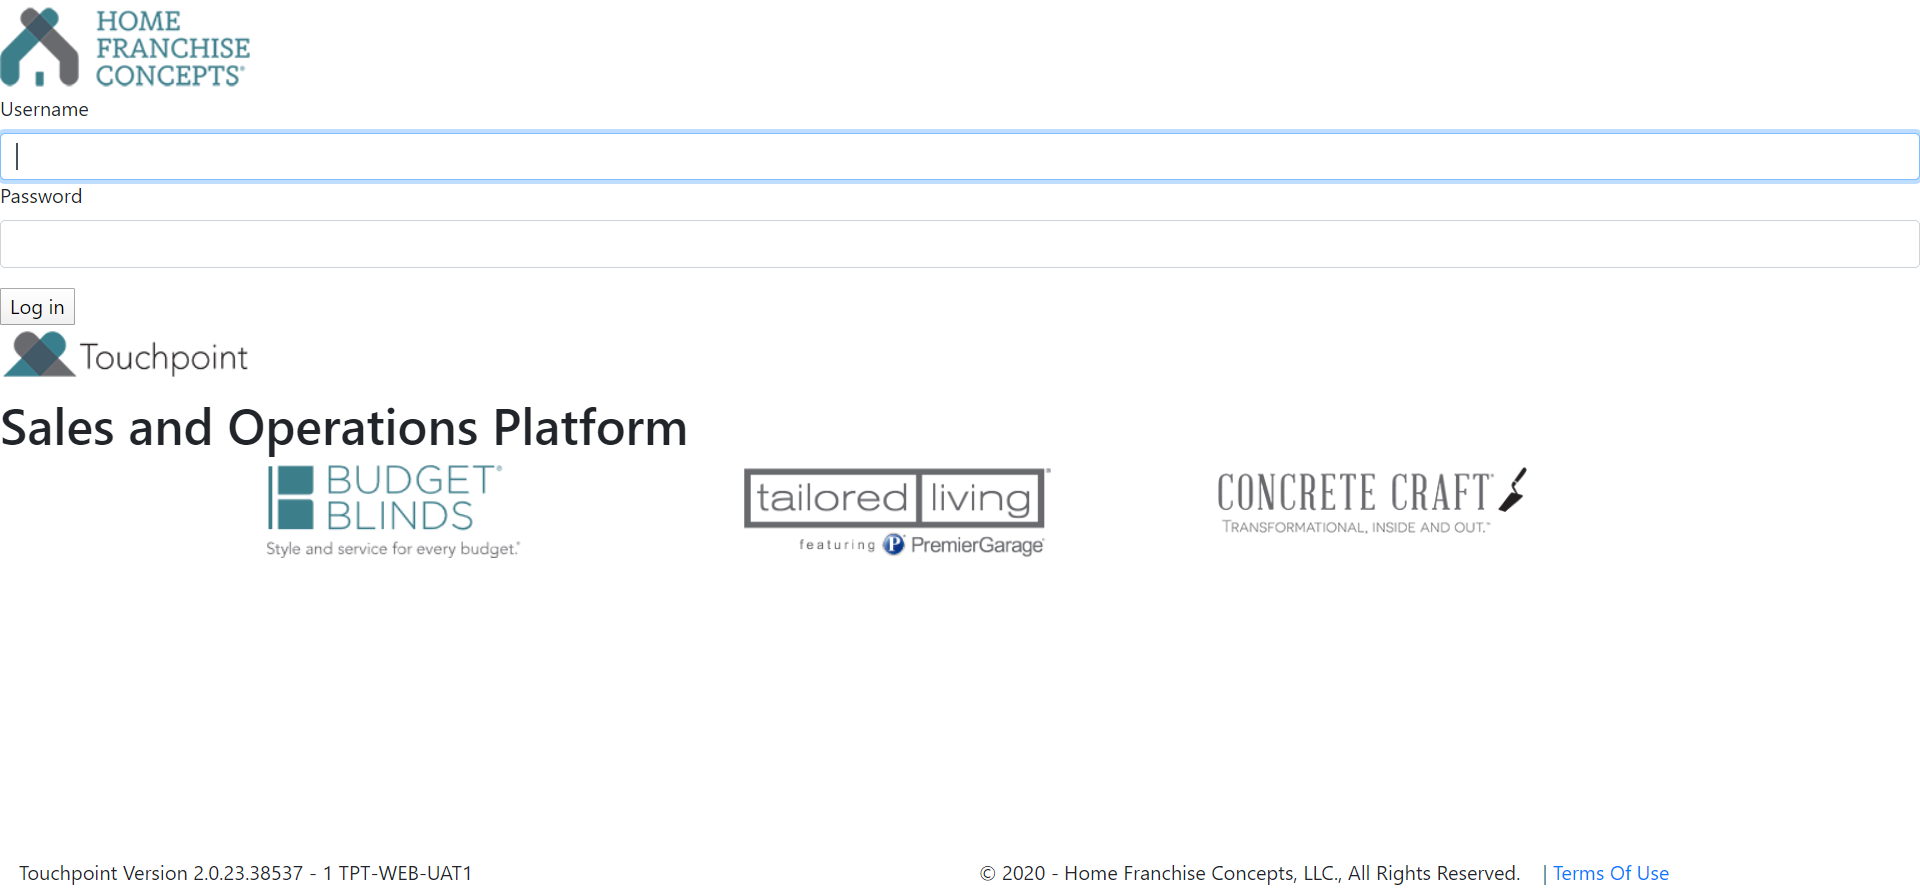 HOME
FRANCHISE
CONCEPTS®
Username
Password
Log in
Touchpoint
Sales and Operations Platform
BUDGET®
BLINDS
Style and service for every budget.®
tailored living®
featuring P PremierGarage®
CONCRETE CRAFT®
TRANSFORMATIONAL, INSIDE AND OUT.™
Touchpoint Version 2.0.23.38537 - 1 TPT-WEB-UAT1
© 2020 - Home Franchise Concepts, LLC., All Rights Reserved. | Terms Of Use